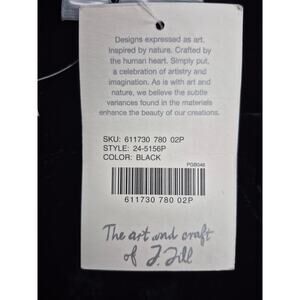 Designs expressed as art.
Inspired by nature. Crafted by
the human heart. Simply put,
a celebration of artistry and
imagination. As is with art and
nature, we believe the subtle
variances found in the materials
enhance the beauty of our creations.
SKU: 611730 780 02P
STYLE: 24-5156P
COLOR: BLACK
PGB046
611730 780 02P
The art and craft
of J. Jill